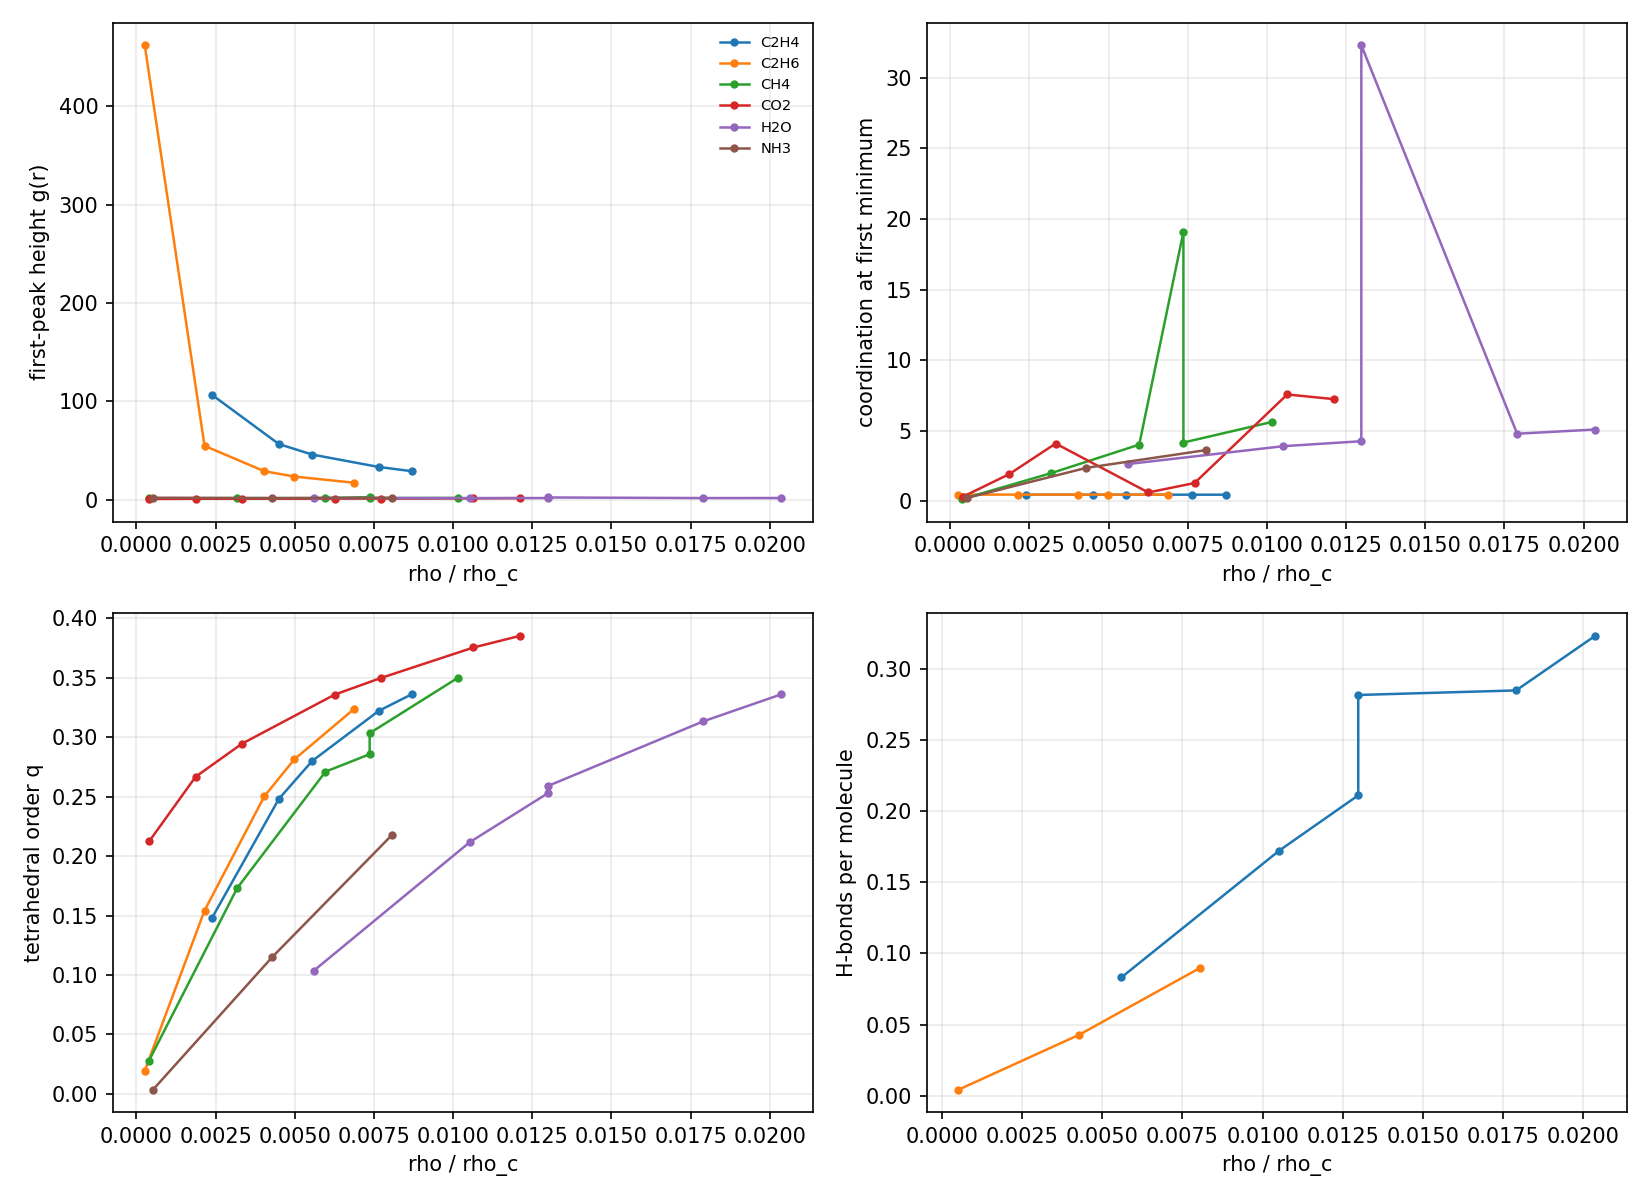 first-peak height g(r)
400
300
200
100
0
C2H4
C2H6
CH4
CO2
H2O
NH3
0.0000 0.0025 0.0050 0.0075 0.0100 0.0125 0.0150 0.0175 0.0200
rho / rho_c
coordination at first minimum
30
25
20
15
10
5
0
0.0000 0.0025 0.0050 0.0075 0.0100 0.0125 0.0150 0.0175 0.0200
rho / rho_c
tetrahedral order q
0.40
0.35
0.30
0.25
0.20
0.15
0.10
0.05
0.00
0.0000 0.0025 0.0050 0.0075 0.0100 0.0125 0.0150 0.0175 0.0200
rho / rho_c
H-bonds per molecule
0.30
0.25
0.20
0.15
0.10
0.05
0.00
0.0000 0.0025 0.0050 0.0075 0.0100 0.0125 0.0150 0.0175 0.0200
rho / rho_c